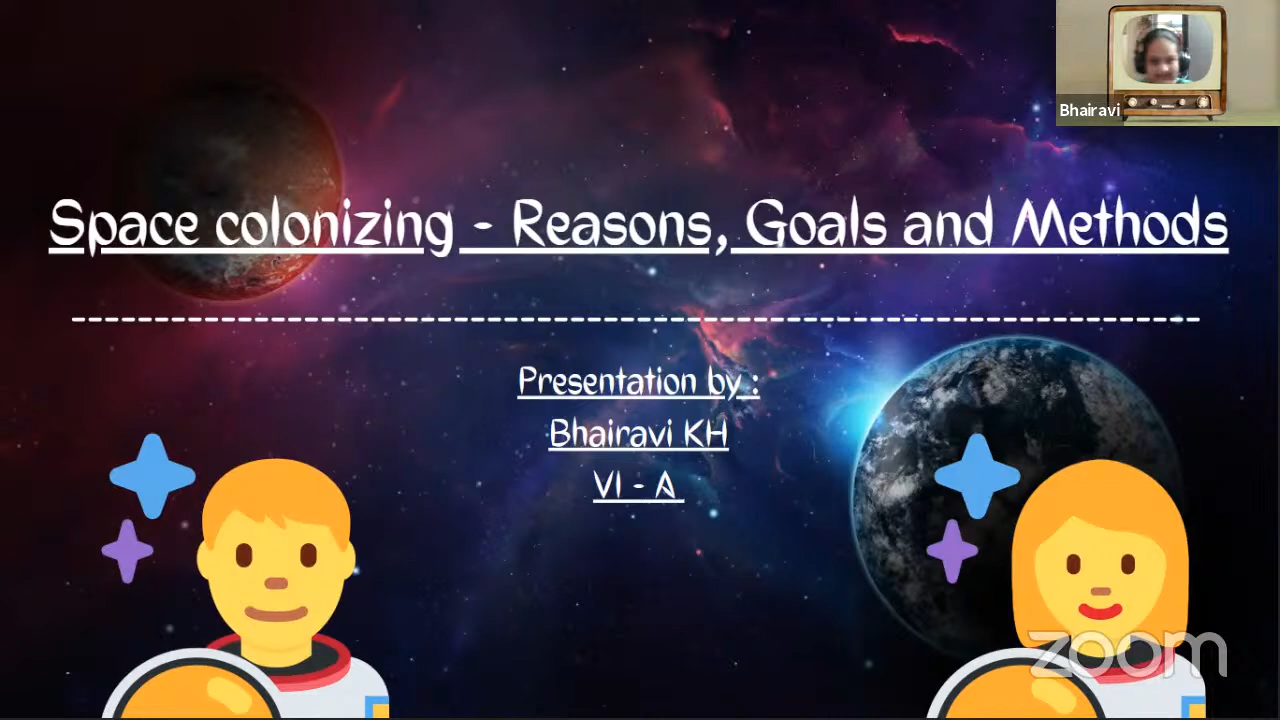 Bhairavi
Space colonizing - Reasons, Goals and Methods
Presentation by :
Bhairavi KH
VI - A
zoom